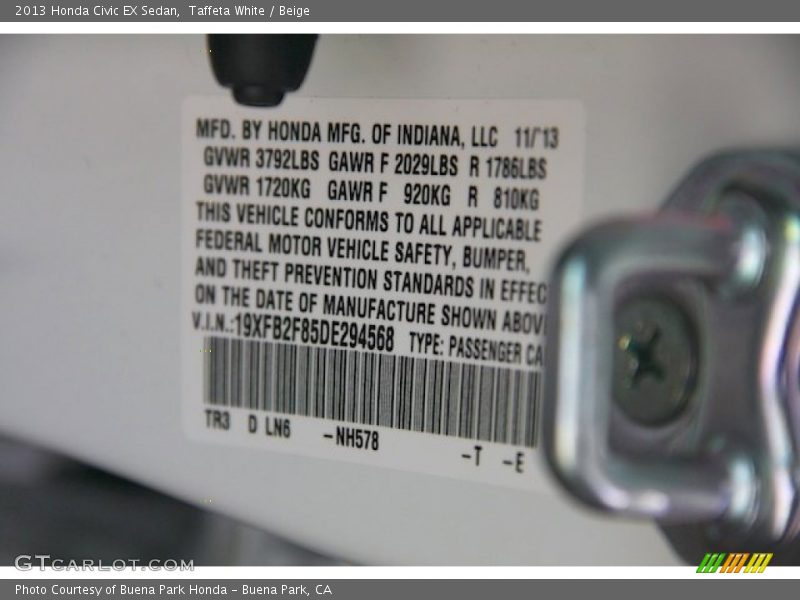 2013 Honda Civic EX Sedan, Taffeta White / Beige
MFD. BY HONDA MFG. OF INDIANA, LLC 11/'13
GVWR 3792LBS GAWR F 2029LBS R 1786LBS
GVWR 1720KG GAWR F 920KG R 810KG
THIS VEHICLE CONFORMS TO ALL APPLICABLE
FEDERAL MOTOR VEHICLE SAFETY, BUMPER,
AND THEFT PREVENTION STANDARDS IN EFFEC
ON THE DATE OF MANUFACTURE SHOWN ABOV
V.I.N.:19XFB2F85DE294568 TYPE: PASSENGER CA
TR3 D LN6 -NH578 -T -E
GTCARLOT.COM
Photo Courtesy of Buena Park Honda - Buena Park, CA